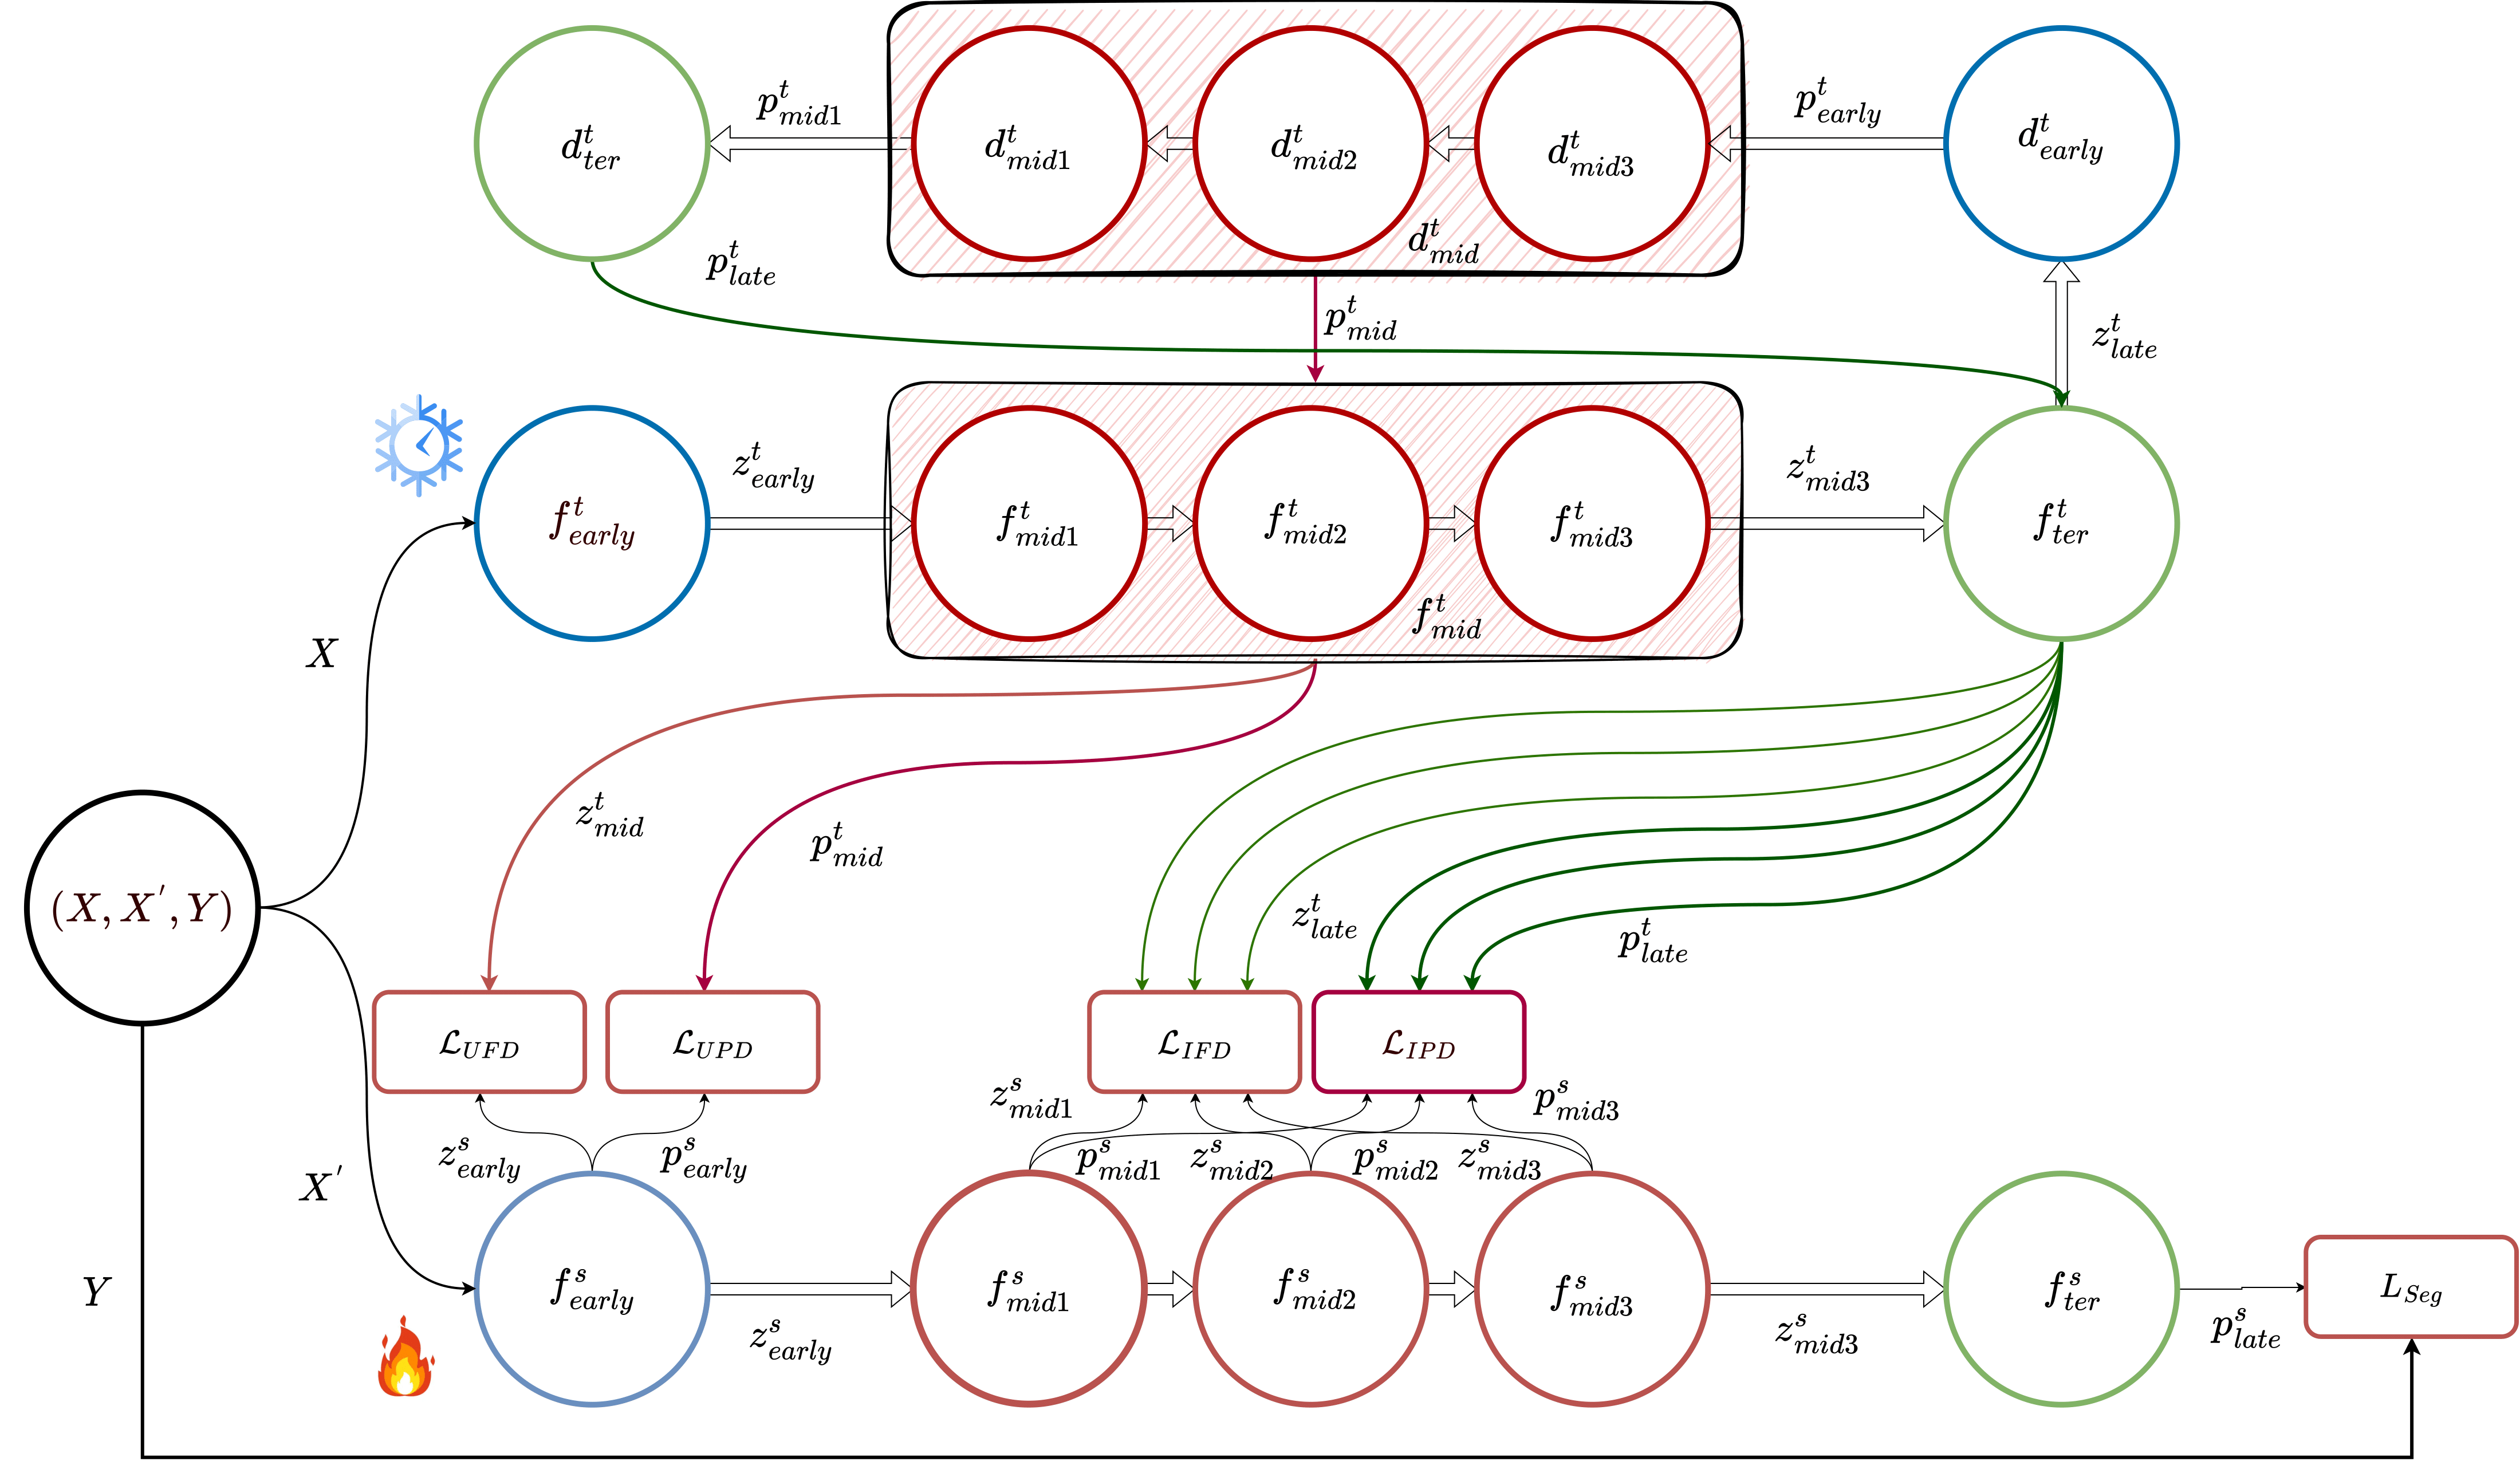 p^t_{mid1}
p^t_{early}
d^t_{ter}
d^t_{mid1}
d^t_{mid2}
d^t_{mid3}
d^t_{early}
d^t_{mid}
p^t_{late}
p^t_{mid}
z^t_{late}
z^t_{early}
z^t_{mid3}
f^t_{early}
f^t_{mid1}
f^t_{mid2}
f^t_{mid3}
f^t_{ter}
f^t_{mid}
X
z^t_{mid}
p^t_{mid}
(X, X', Y)
z^t_{late}
p^t_{late}
ℒ_{UFD}
ℒ_{UPD}
ℒ_{IFD}
ℒ_{IPD}
z^s_{mid1}
p^s_{mid3}
z^s_{early}
p^s_{early}
p^s_{mid1}
z^s_{mid2}
p^s_{mid2}
z^s_{mid3}
X'
Y
f^s_{early}
f^s_{mid1}
f^s_{mid2}
f^s_{mid3}
f^s_{ter}
L_{Seg}
z^s_{early}
z^s_{mid3}
p^s_{late}